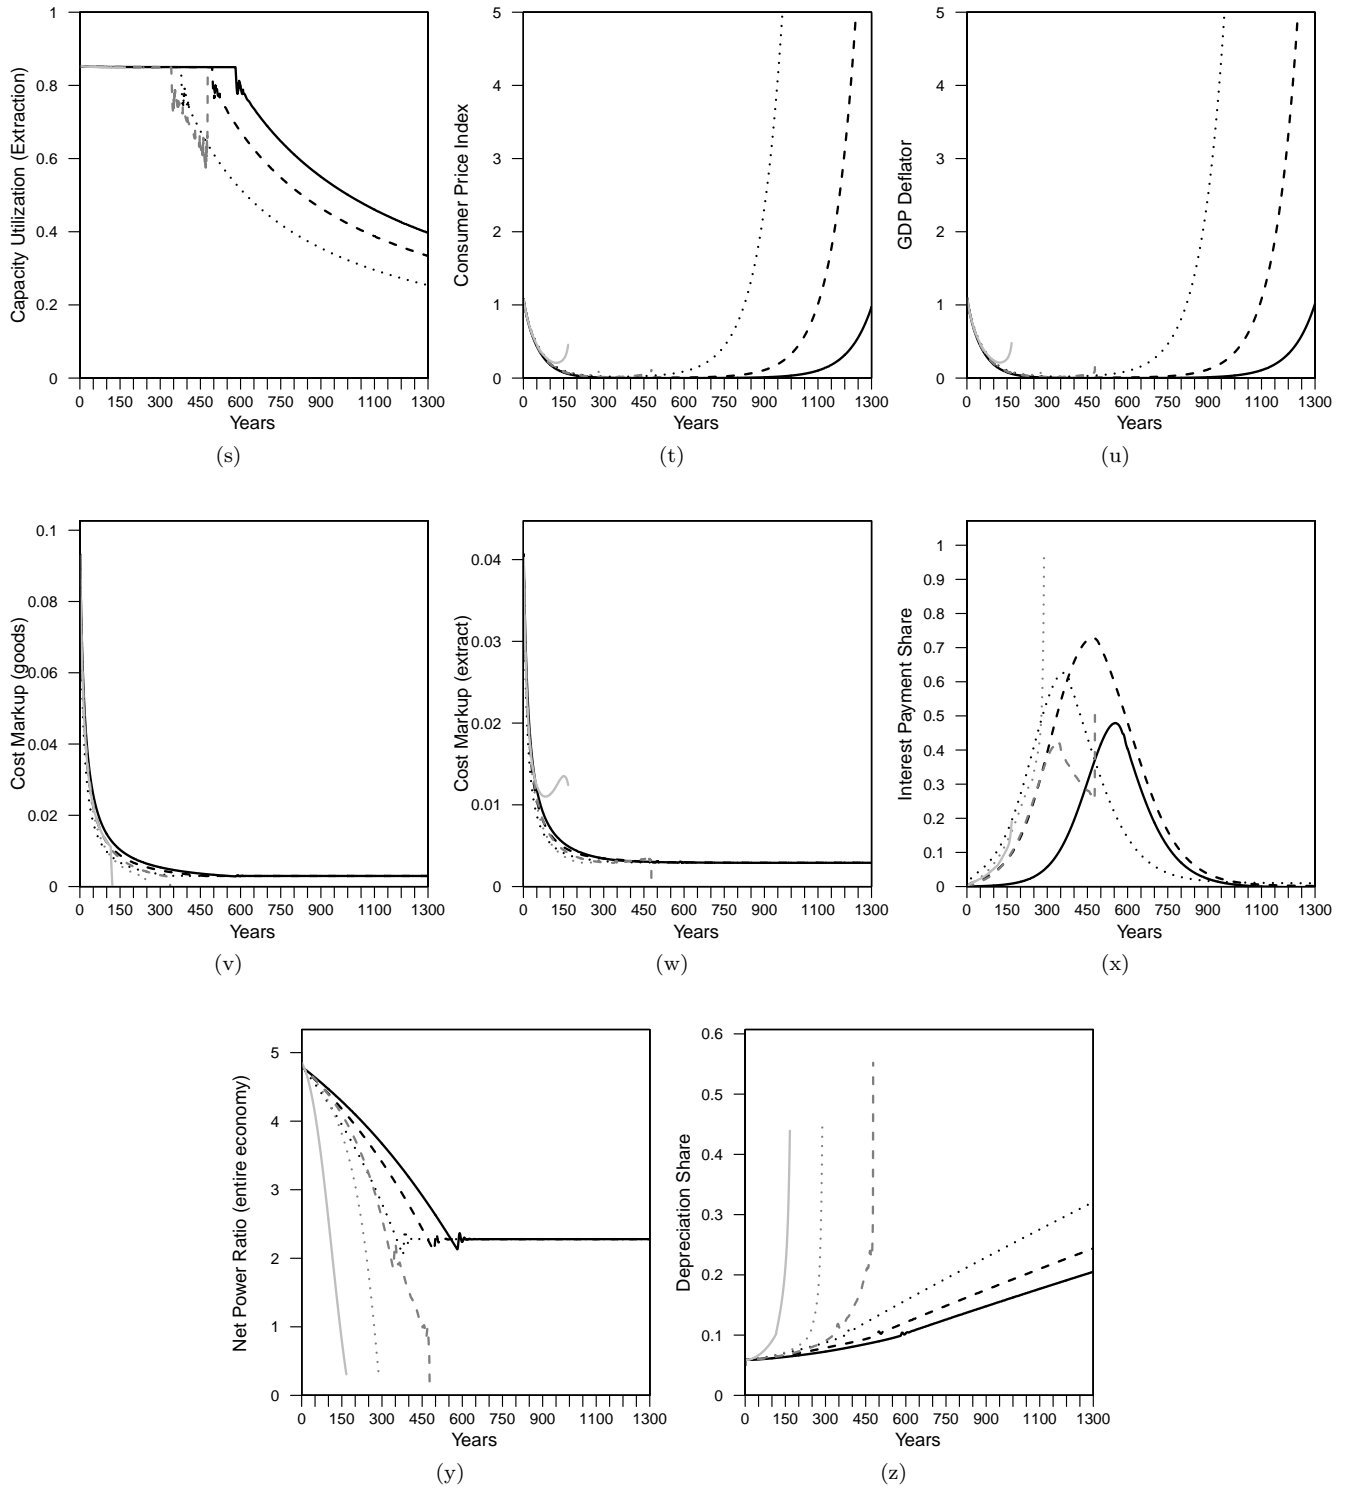 Capacity Utilization (Extraction)
1
0.8
0.6
0.4
0.2
0
0 150 300 450 600 750 900 1100 1300
Years
(s)
Consumer Price Index
5
4
3
2
1
0
0 150 300 450 600 750 900 1100 1300
Years
(t)
GDP Deflator
5
4
3
2
1
0
0 150 300 450 600 750 900 1100 1300
Years
(u)
Cost Markup (goods)
0.1
0.08
0.06
0.04
0.02
0
0 150 300 450 600 750 900 1100 1300
Years
(v)
Cost Markup (extract)
0.04
0.03
0.02
0.01
0
0 150 300 450 600 750 900 1100 1300
Years
(w)
Interest Payment Share
1
0.9
0.8
0.7
0.6
0.5
0.4
0.3
0.2
0.1
0
0 150 300 450 600 750 900 1100 1300
Years
(x)
Net Power Ratio (entire economy)
5
4
3
2
1
0
0 150 300 450 600 750 900 1100 1300
Years
(y)
Depreciation Share
0.6
0.5
0.4
0.3
0.2
0.1
0
0 150 300 450 600 750 900 1100 1300
Years
(z)